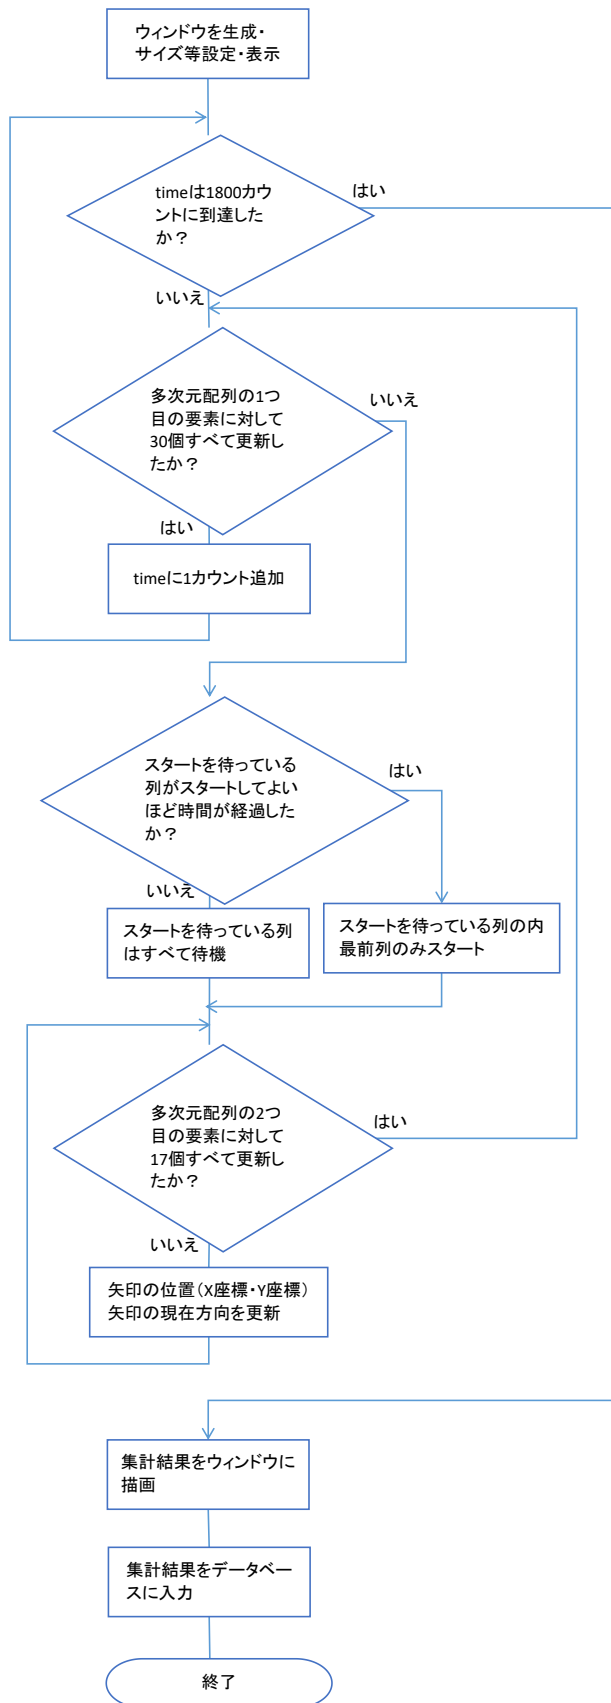 ウィンドウを生成・
サイズ等設定・表示
timeは1800カウ
ントに到達した
か？
はい
いいえ
多次元配列の1つ
目の要素に対して
30個すべて更新し
たか？
いいえ
はい
timeに1カウント追加
スタートを待っている
列がスタートしてよい
ほど時間が経過した
か？
はい
いいえ
スタートを待っている列
はすべて待機
スタートを待っている列の内
最前列のみスタート
多次元配列の2つ
目の要素に対して
17個すべて更新し
たか？
はい
いいえ
矢印の位置（X座標・Y座標）
矢印の現在方向を更新
集計結果をウィンドウに
描画
集計結果をデータベー
スに入力
終了